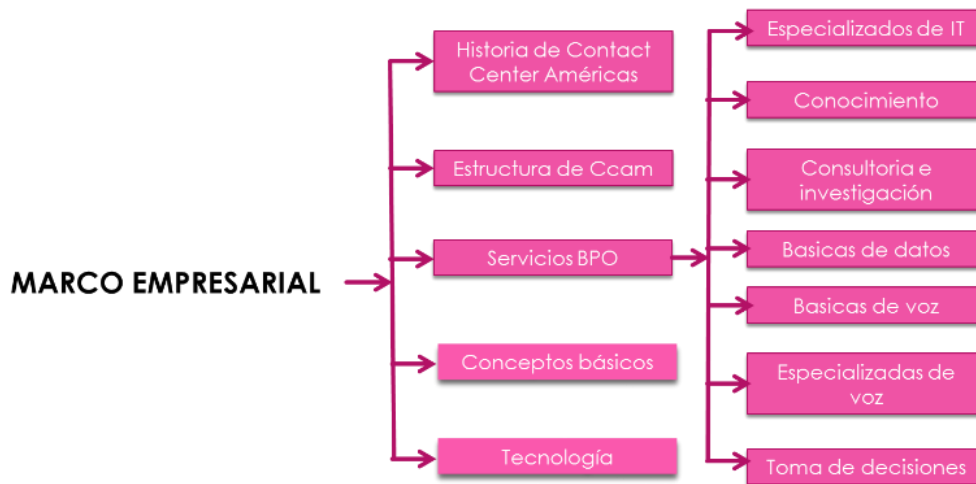 MARCO EMPRESARIAL
Historia de Contact
Center Américas
Estructura de Ccam
Servicios BPO
Conceptos básicos
Tecnología
Especializados de IT
Conocimiento
Consultoria e
investigación
Basicas de datos
Basicas de voz
Especializadas de
voz
Toma de decisiones